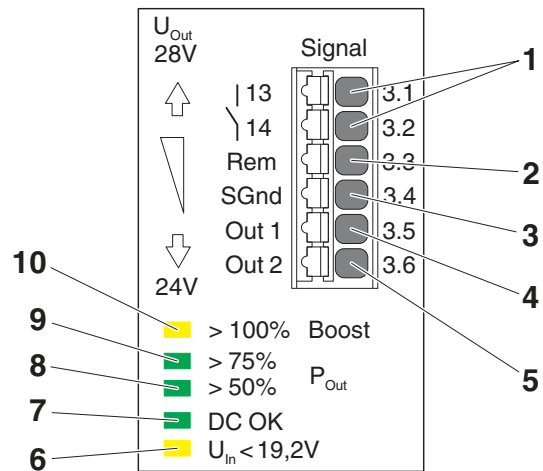 U_Out
28V
24V
Signal
13
14
Rem
SGnd
Out 1
Out 2
3.1
3.2
3.3
3.4
3.5
3.6
> 100% Boost
> 75%
> 50%
P_Out
DC OK
U_In < 19,2V
1
2
3
4
5
6
7
8
9
10